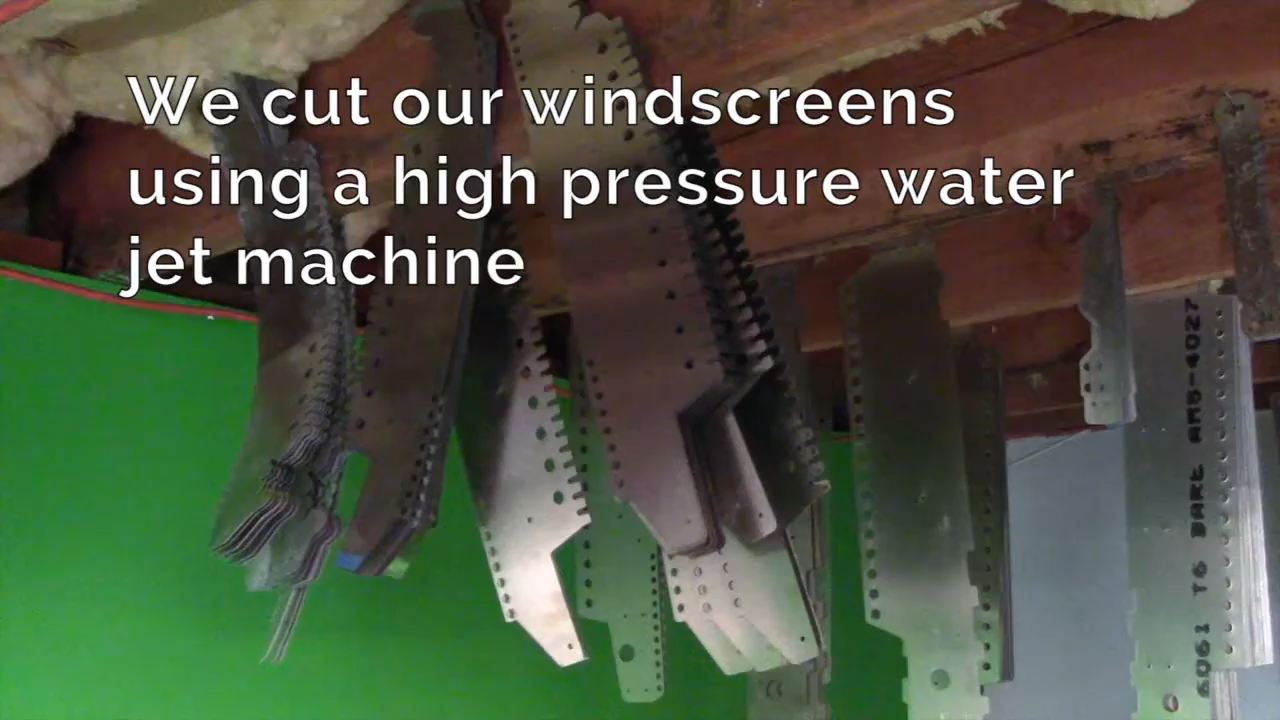 We cut our windscreens
using a high pressure water
jet machine
6061 T6 BARE AMS-4027